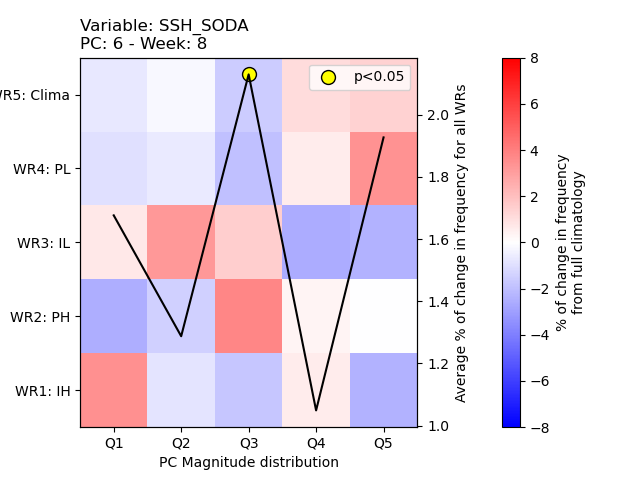 Variable: SSH_SODA
PC: 6 - Week: 8
WR5: Clima
WR4: PL
WR3: IL
WR2: PH
WR1: IH
Q1 Q2 Q3 Q4 Q5
PC Magnitude distribution
p<0.05
2.0
1.8
1.6
1.4
1.2
1.0
Average % of change in frequency for all WRs
8
6
4
2
0
−2
−4
−6
−8
% of change in frequency
from full climatology